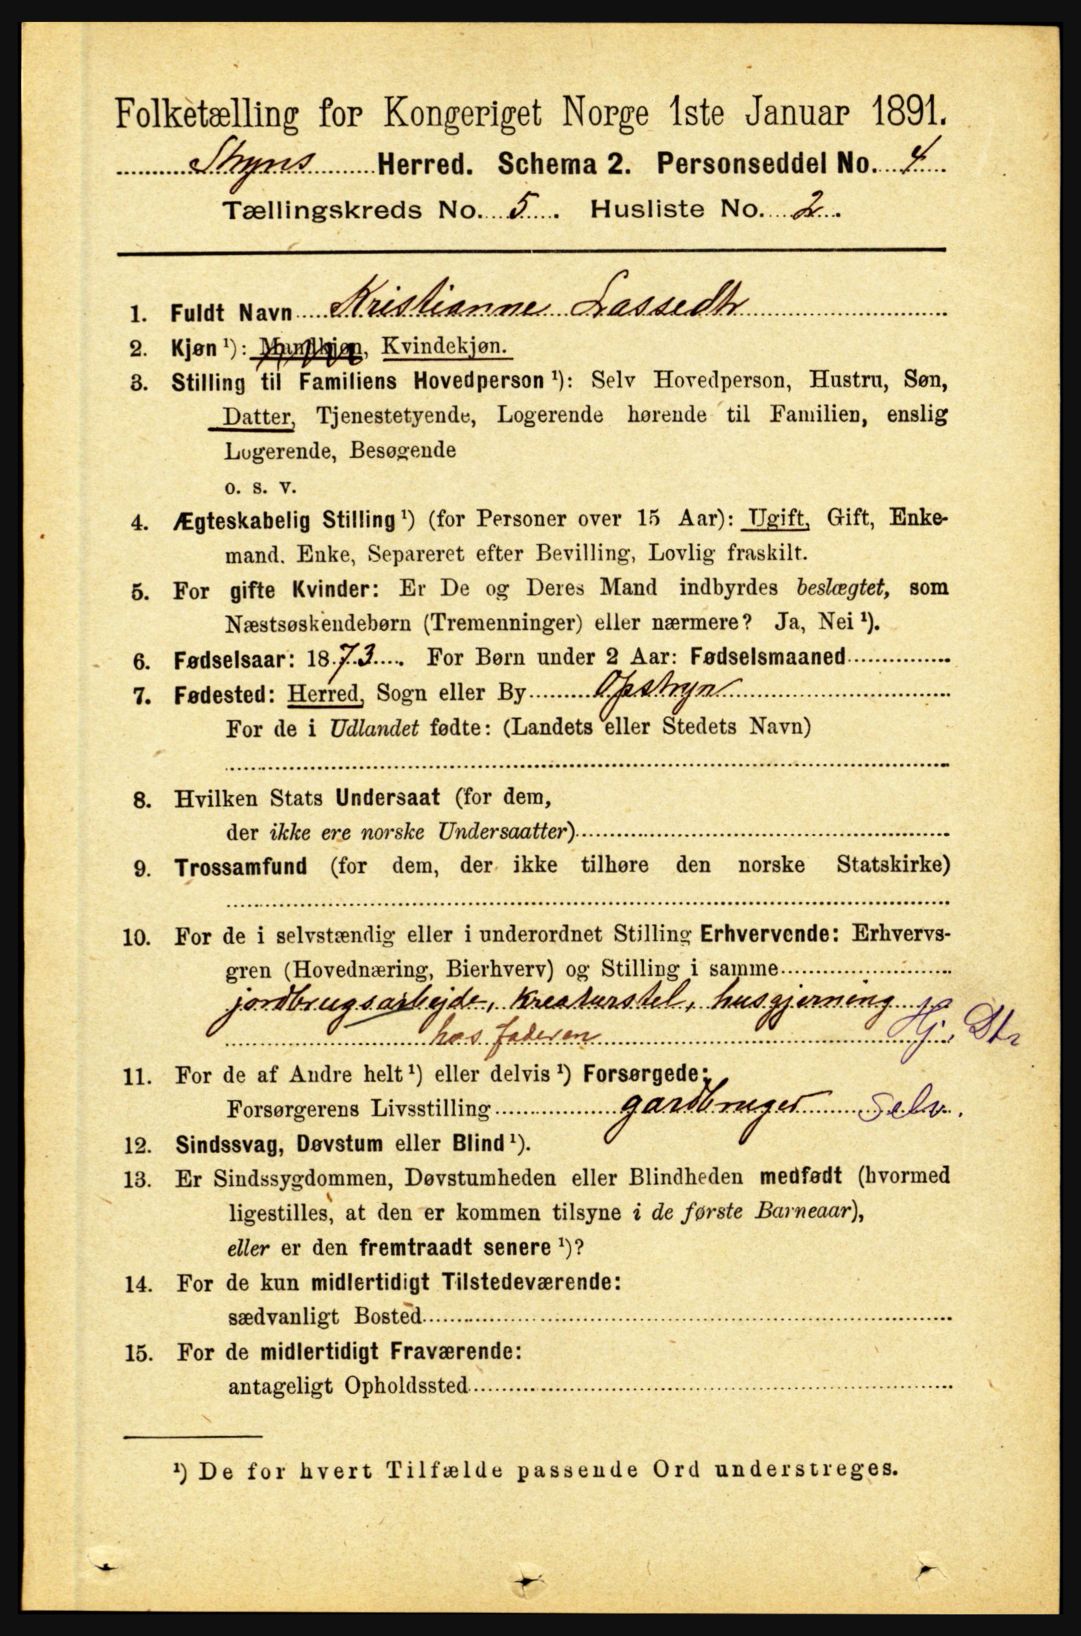 Folketælling for Kongeriget Norge 1ste Januar 1891.
Stryns Herred. Schema 2. Personseddel No. 4
Tællingskreds No. 5. Husliste No. 2.
1. Fuldt Navn Kristianne Lassedtr
2. Kjøn ¹): Mandkjøn, Kvindekjøn.
3. Stilling til Familiens Hovedperson ¹): Selv Hovedperson, Hustru, Søn,
Datter, Tjenestetyende, Logerende hørende til Familien, enslig
Logerende, Besøgende
o. s. v.
4. Ægteskabelig Stilling ¹) (for Personer over 15 Aar): Ugift, Gift, Enke-
mand, Enke, Separeret efter Bevilling, Lovlig fraskilt.
5. For gifte Kvinder: Er De og Deres Mand indbyrdes beslægtet, som
Næstsøskendebørn (Tremenninger) eller nærmere? Ja, Nei ¹).
6. Fødselsaar: 1873. For Børn under 2 Aar: Fødselsmaaned
7. Fødested: Herred, Sogn eller By Opstryn
For de i Udlandet fødte: (Landets eller Stedets Navn)
8. Hvilken Stats Undersaat (for dem,
der ikke ere norske Undersaatter)
9. Trossamfund (for dem, der ikke tilhøre den norske Statskirke)
10. For de i selvstændig eller i underordnet Stilling Erhvervende: Erhvervs-
gren (Hovednæring, Bierhverv) og Stilling i samme
jordbrugsarbejde, kreaturstel, husgjerning
hos faderen Hj. Dtr
11. For de af Andre helt ¹) eller delvis ¹) Forsørgede:
Forsørgerens Livsstilling gardbruger Selv.
12. Sindssvag, Døvstum eller Blind ¹).
13. Er Sindssygdommen, Døvstumheden eller Blindheden medfødt (hvormed
ligestilles, at den er kommen tilsyne i de første Barneaar),
eller er den fremtraadt senere ¹)?
14. For de kun midlertidigt Tilstedeværende:
sædvanligt Bosted
15. For de midlertidigt Fraværende:
antageligt Opholdssted
¹) De for hvert Tilfælde passende Ord understreges.